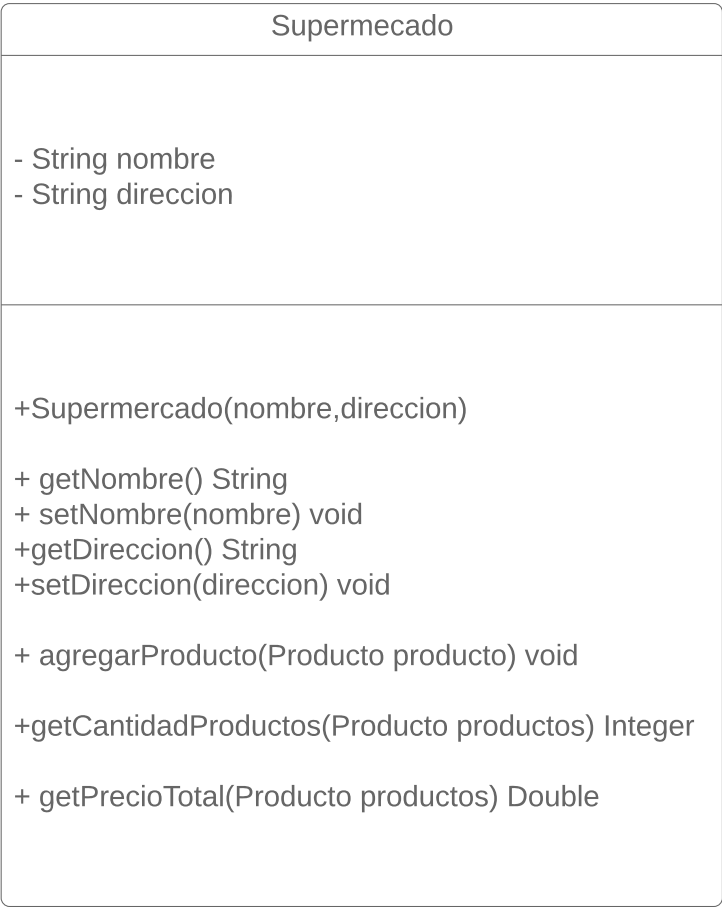 Supermecado
- String nombre
- String direccion
+Supermercado(nombre,direccion)
+ getNombre() String
+ setNombre(nombre) void
+getDireccion() String
+setDireccion(direccion) void
+ agregarProducto(Producto producto) void
+getCantidadProductos(Producto productos) Integer
+ getPrecioTotal(Producto productos) Double